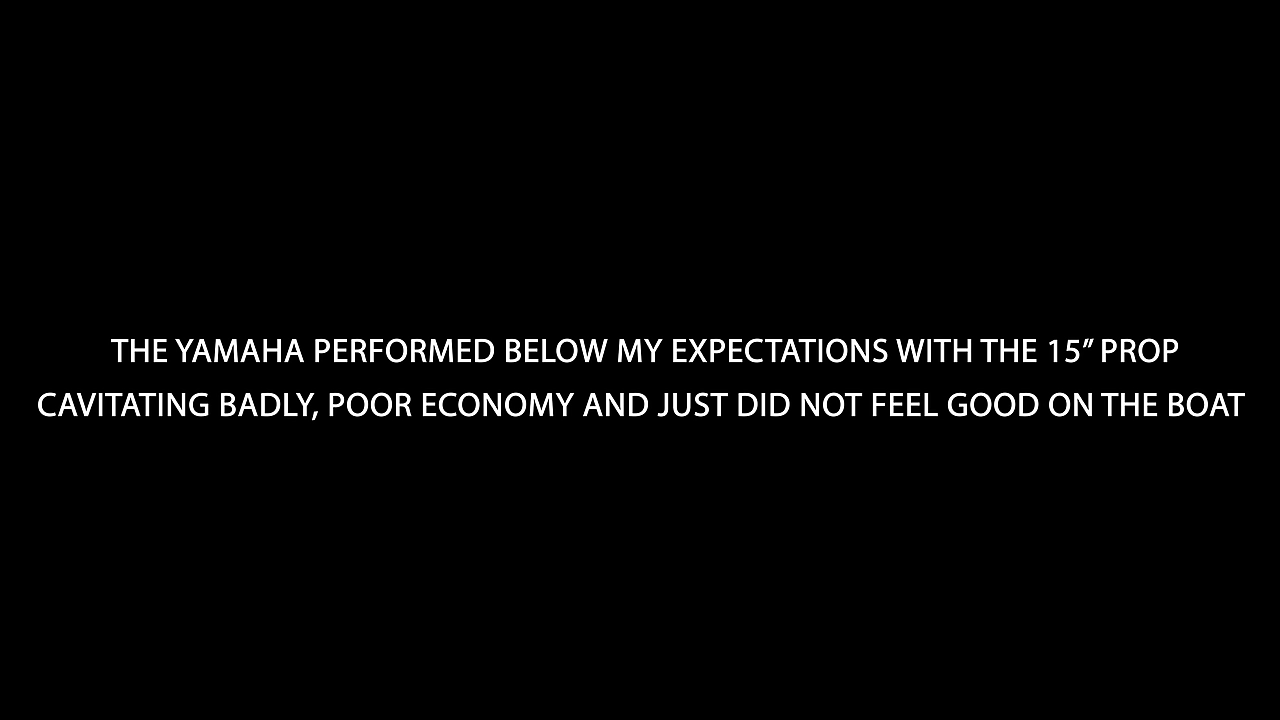 THE YAMAHA PERFORMED BELOW MY EXPECTATIONS WITH THE 15” PROP
CAVITATING BADLY, POOR ECONOMY AND JUST DID NOT FEEL GOOD ON THE BOAT